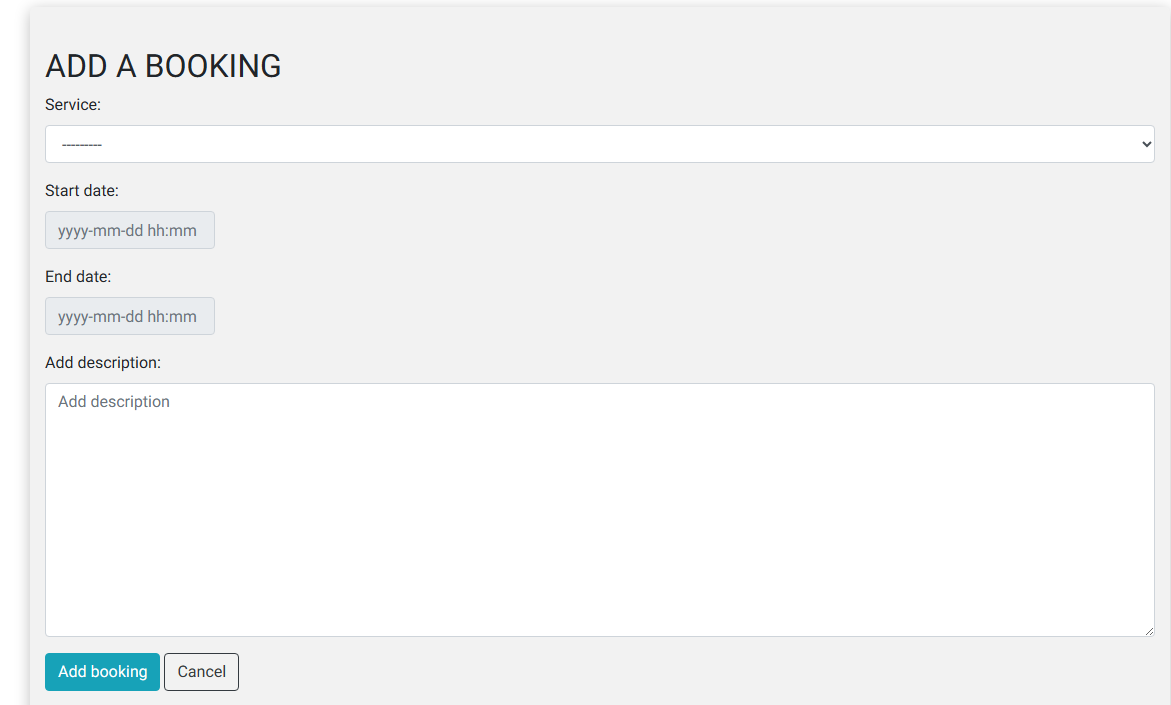 ADD A BOOKING
Service:
---------
Start date:
yyyy-mm-dd hh:mm
End date:
yyyy-mm-dd hh:mm
Add description:
Add description
Add booking
Cancel